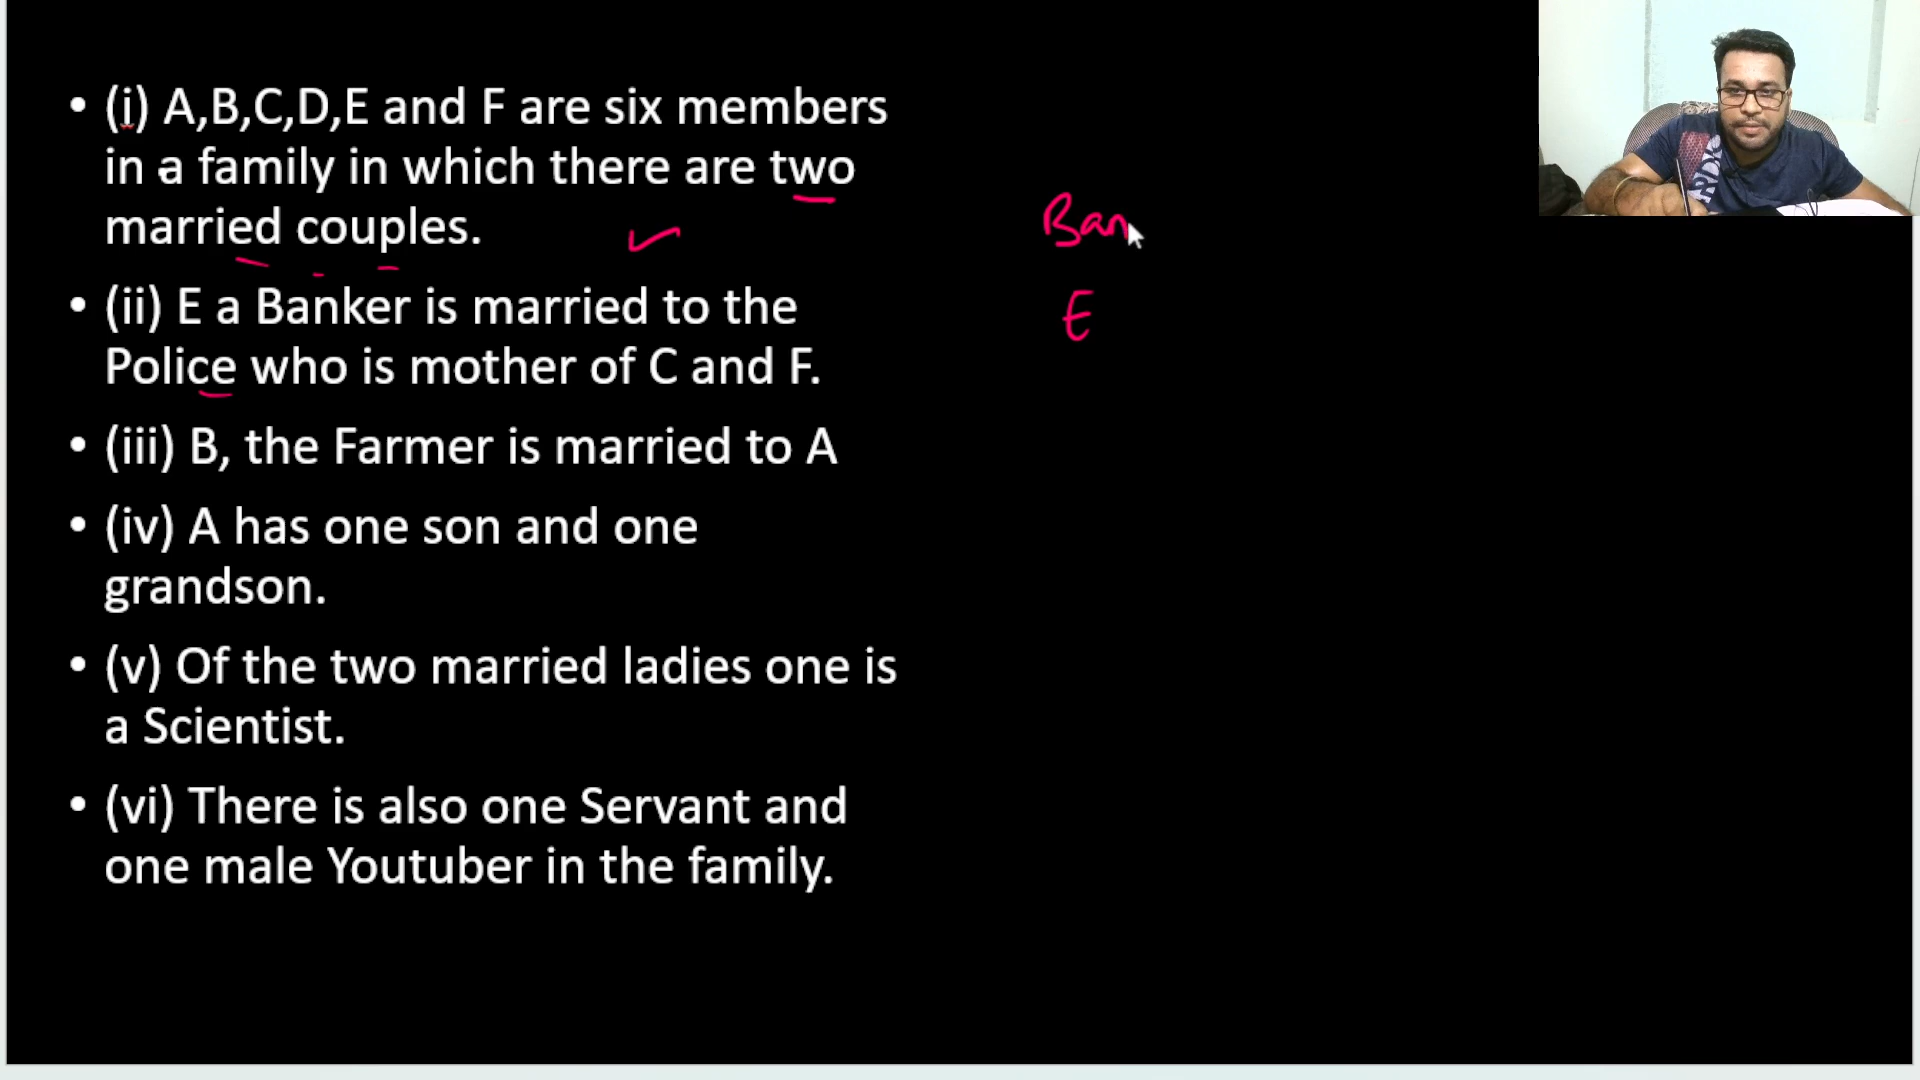 • (i) A,B,C,D,E and F are six members
in a family in which there are two
married couples.
Ban
• (ii) E a Banker is married to the
E
Police who is mother of C and F.
• (iii) B, the Farmer is married to A
• (iv) A has one son and one
grandson.
• (v) Of the two married ladies one is
a Scientist.
• (vi) There is also one Servant and
one male Youtuber in the family.